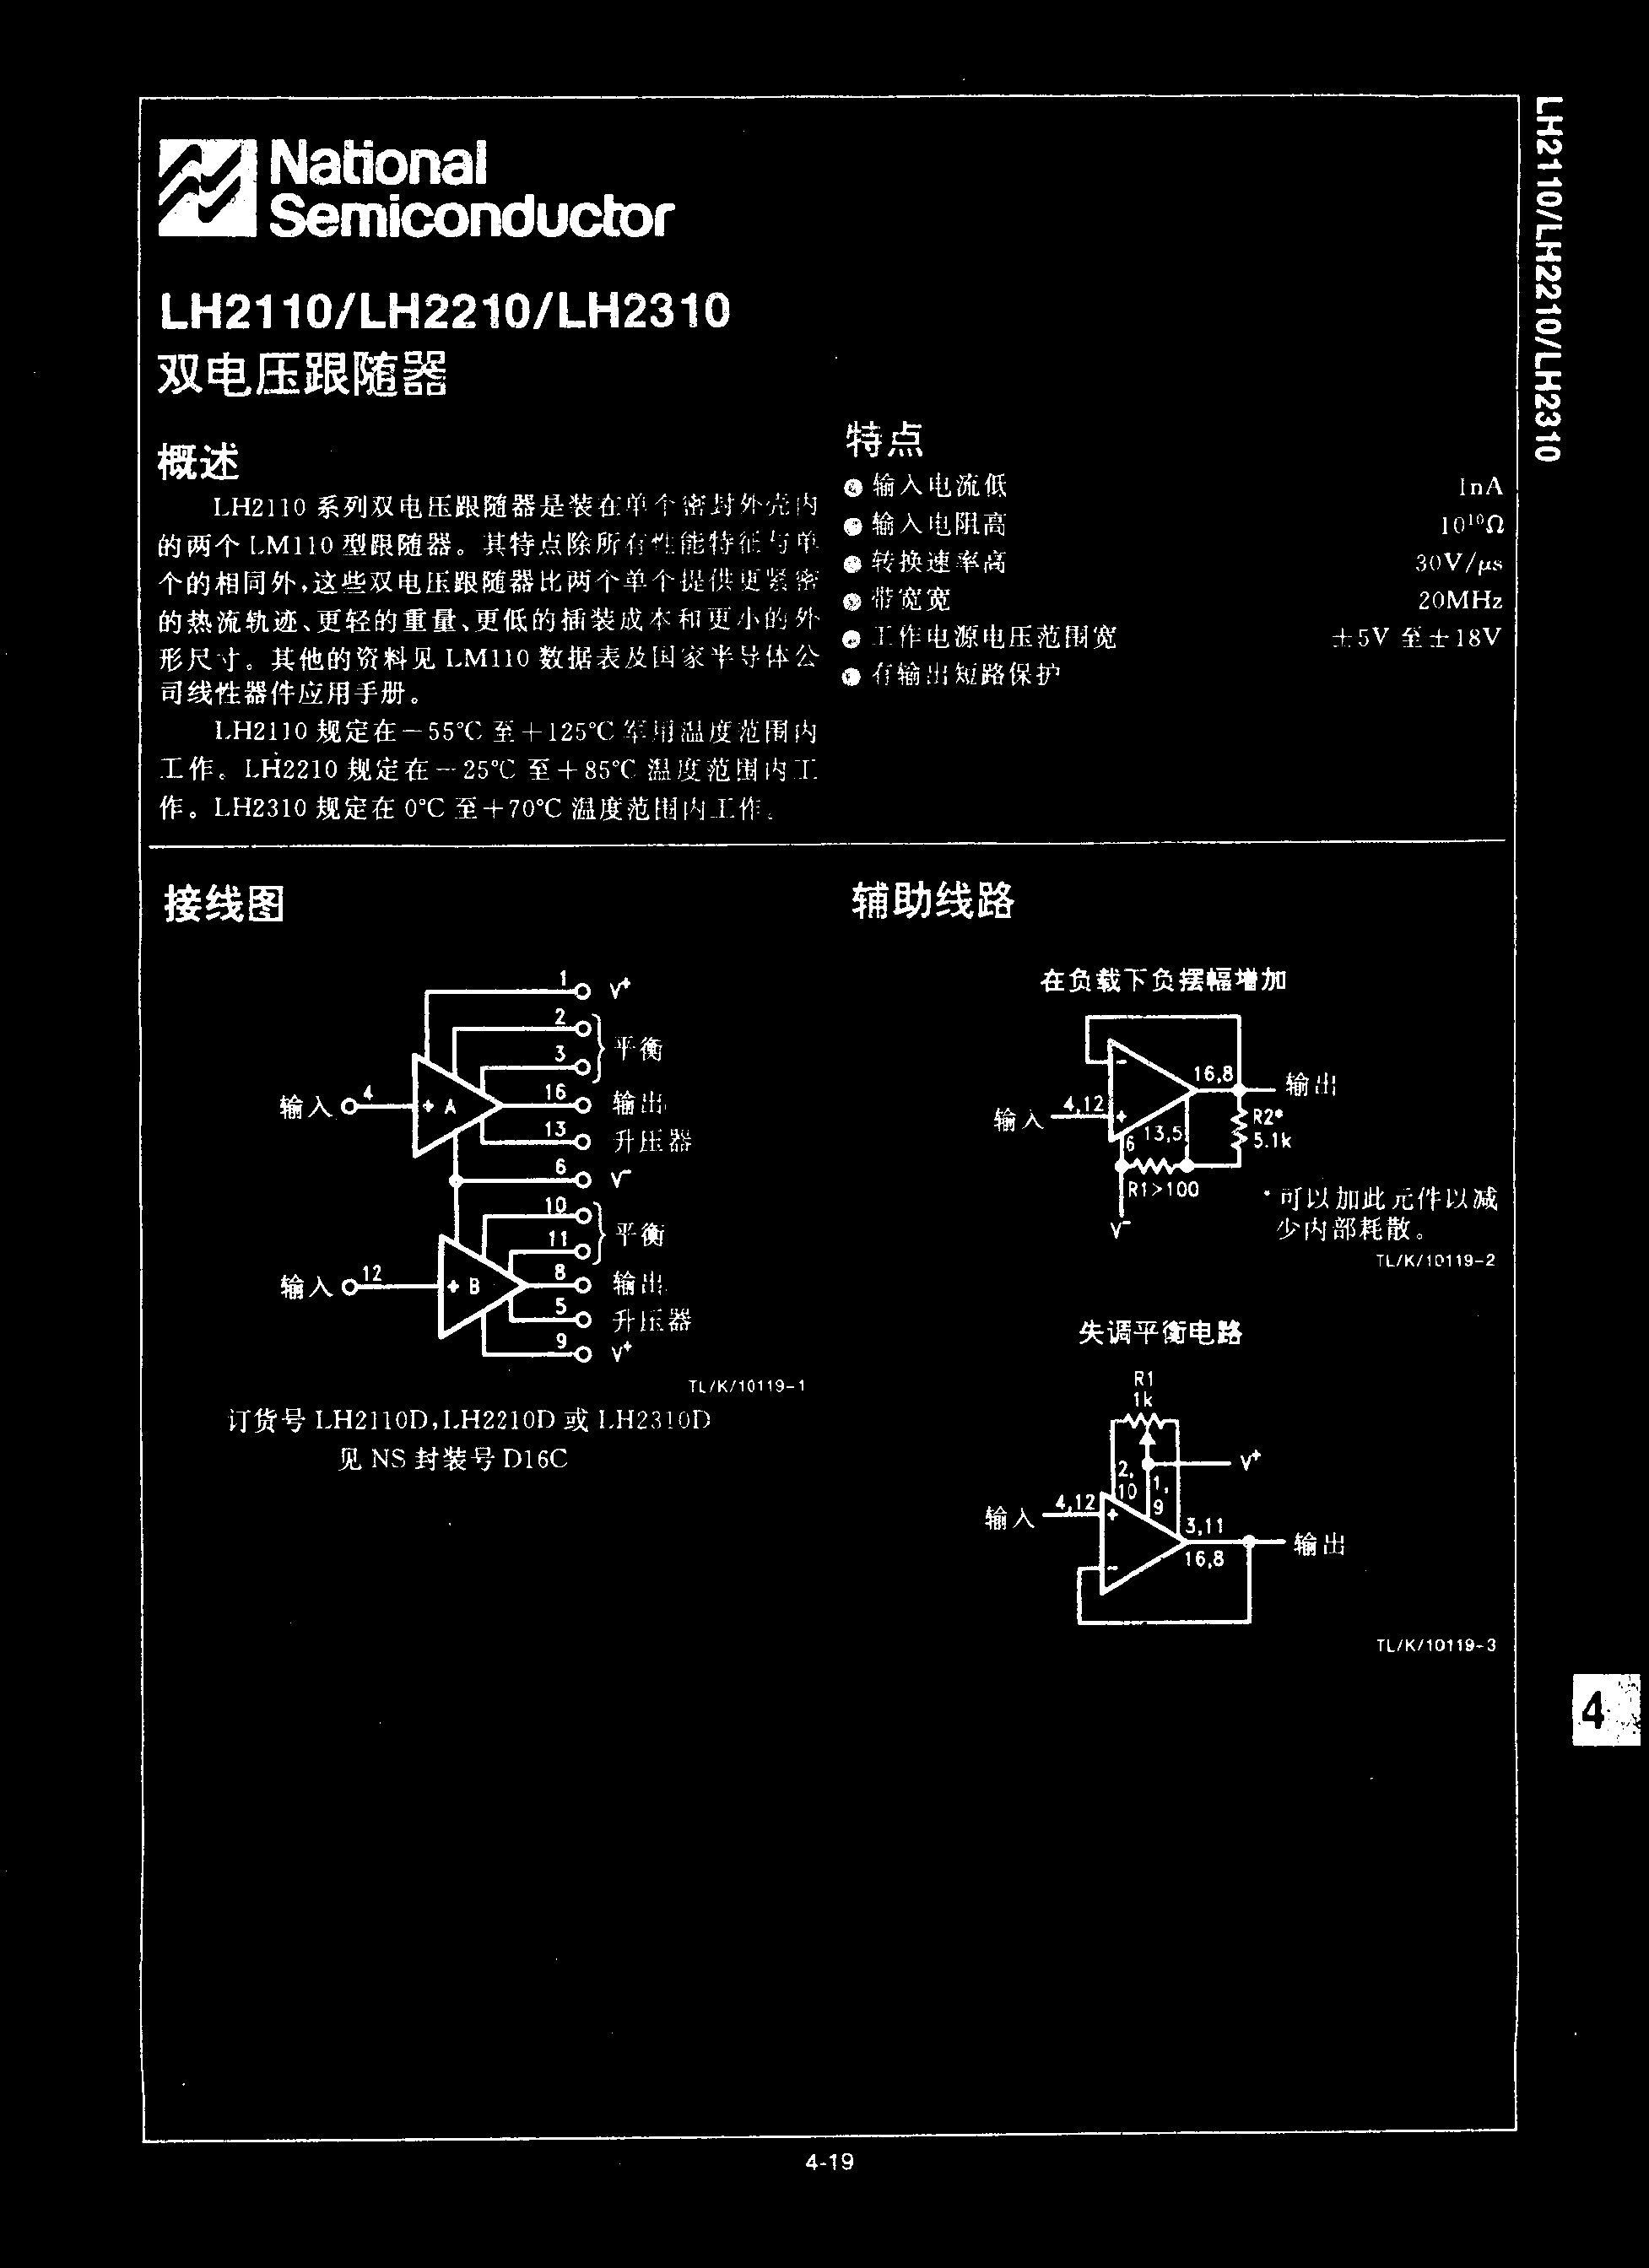 National
Semiconductor
LH2110/LH2210/LH2310
LH2110/LH2210/LH2310
双电压跟随器
概述
LH2110 系列双电压跟随器是装在单个密封外壳内
的两个 LM110 型跟随器。其特点除所有性能特征与单
个的相同外,这些双电压跟随器比两个单个提供更紧密
的热流轨迹、更轻的重量、更低的插装成本和更小的外
形尺寸。其他的资料见 LM110 数据表及国家半导体公
司线性器件应用手册。
LH2110 规定在－55℃ 至＋125℃ 军用温度范围内
工作。LH2210 规定在－25℃ 至＋85℃ 温度范围内工
作。LH2310 规定在 0℃ 至＋70℃ 温度范围内工作。
特点
● 输入电流低 1nA
● 输入电阻高 10¹⁰Ω
● 转换速率高 30V/μs
● 带宽宽 20MHz
● 工作电源电压范围宽 ±5V 至±18V
● 有输出短路保护
接线图
1 V⁺
2
3 平衡
输入 4 + A 16 输出
13 升压器
6 V⁻
10
11 平衡
输入 12 + B 8 输出
5 升压器
9 V⁺
TL/K/10119-1
订货号 LH2110D,LH2210D 或 LH2310D
见 NS 封装号 D16C
辅助线路
在负载下负摆幅增加
-
16,8 输出
输入 4,12 +
R2*
5.1k
6 13,5
R1>100
V⁻
* 可以加此元件以减
少内部耗散。
TL/K/10119-2
失调平衡电路
R1
1k
V⁺
2,
10
1,
9
输入 4,12 +
3,11
16,8 输出
-
TL/K/10119-3
4
4-19